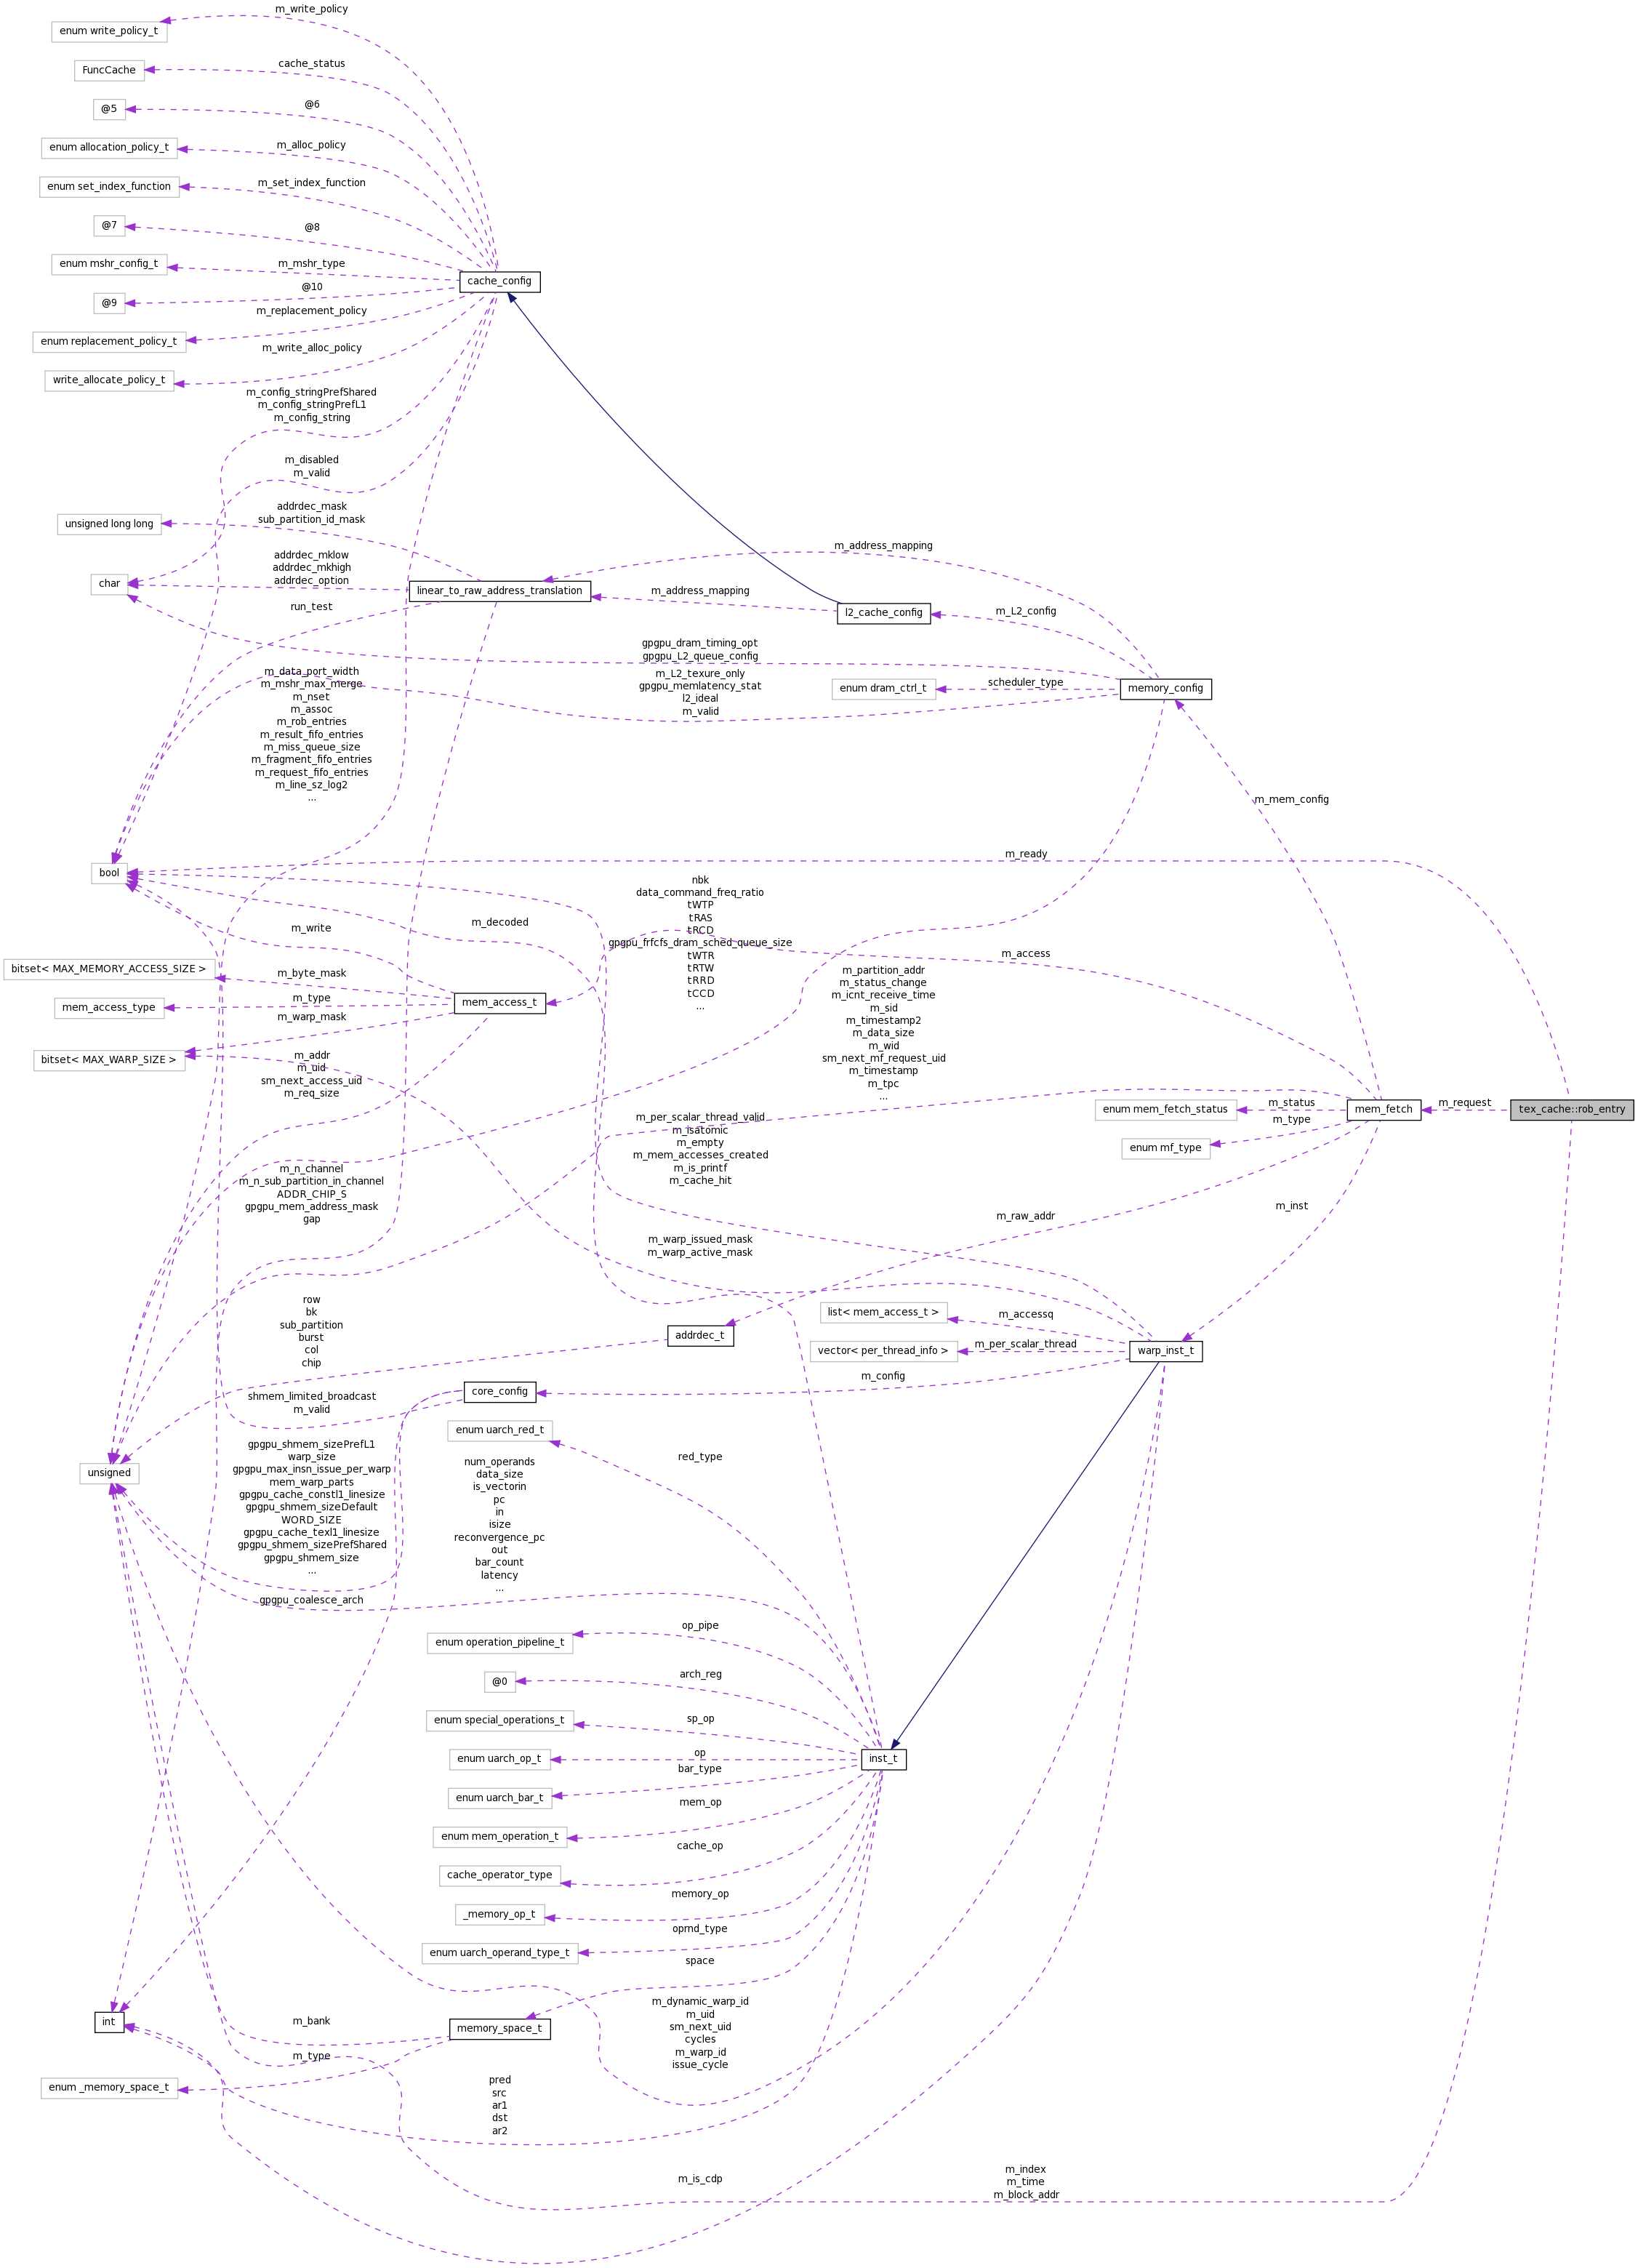 m_write_policy
enum write_policy_t
cache_status
FuncCache
@6
@5
m_alloc_policy
enum allocation_policy_t
m_set_index_function
enum set_index_function
@8
@7
m_mshr_type
enum mshr_config_t
cache_config
@10
@9
m_replacement_policy
enum replacement_policy_t
m_write_alloc_policy
write_allocate_policy_t
m_config_stringPrefShared
m_config_stringPrefL1
m_config_string
m_disabled
m_valid
addrdec_mask
sub_partition_id_mask
unsigned long long
m_address_mapping
addrdec_mklow
addrdec_mkhigh
addrdec_option
char
linear_to_raw_address_translation
m_address_mapping
l2_cache_config
m_L2_config
run_test
gpgpu_dram_timing_opt
gpgpu_L2_queue_config
m_L2_texure_only
gpgpu_memlatency_stat
l2_ideal
m_valid
enum dram_ctrl_t
scheduler_type
memory_config
m_data_port_width
m_mshr_max_merge
m_nset
m_assoc
m_rob_entries
m_result_fifo_entries
m_miss_queue_size
m_fragment_fifo_entries
m_request_fifo_entries
m_line_sz_log2
...
m_mem_config
m_ready
bool
nbk
data_command_freq_ratio
tWTP
tRAS
tRCD
gpgpu_frfcfs_dram_sched_queue_size
tWTR
tRTW
tRRD
tCCD
...
m_decoded
m_write
m_access
bitset< MAX_MEMORY_ACCESS_SIZE >
m_byte_mask
mem_access_t
mem_access_type
m_type
m_warp_mask
bitset< MAX_WARP_SIZE >
m_partition_addr
m_status_change
m_icnt_receive_time
m_sid
m_timestamp2
m_data_size
m_wid
sm_next_mf_request_uid
m_timestamp
m_tpc
...
m_addr
m_uid
sm_next_access_uid
m_req_size
enum mem_fetch_status
m_status
mem_fetch
m_request
tex_cache::rob_entry
m_type
enum mf_type
m_per_scalar_thread_valid
m_isatomic
m_empty
m_mem_accesses_created
m_is_printf
m_cache_hit
m_n_channel
m_n_sub_partition_in_channel
ADDR_CHIP_S
gpgpu_mem_address_mask
gap
m_raw_addr
m_inst
m_warp_issued_mask
m_warp_active_mask
row
bk
sub_partition
burst
col
chip
addrdec_t
list< mem_access_t >
m_accessq
vector< per_thread_info >
m_per_scalar_thread
warp_inst_t
m_config
core_config
shmem_limited_broadcast
m_valid
enum uarch_red_t
red_type
unsigned
gpgpu_shmem_sizePrefL1
warp_size
gpgpu_max_insn_issue_per_warp
mem_warp_parts
gpgpu_cache_constl1_linesize
gpgpu_shmem_sizeDefault
WORD_SIZE
gpgpu_cache_texl1_linesize
gpgpu_shmem_sizePrefShared
gpgpu_shmem_size
...
num_operands
data_size
is_vectorin
pc
in
isize
reconvergence_pc
out
bar_count
latency
...
gpgpu_coalesce_arch
op_pipe
enum operation_pipeline_t
arch_reg
@0
sp_op
enum special_operations_t
op
enum uarch_op_t
inst_t
bar_type
enum uarch_bar_t
mem_op
enum mem_operation_t
cache_op
cache_operator_type
memory_op
_memory_op_t
oprnd_type
enum uarch_operand_type_t
space
m_dynamic_warp_id
m_uid
sm_next_uid
cycles
m_warp_id
issue_cycle
int
m_bank
memory_space_t
m_type
enum _memory_space_t
pred
src
ar1
dst
ar2
m_is_cdp
m_index
m_time
m_block_addr